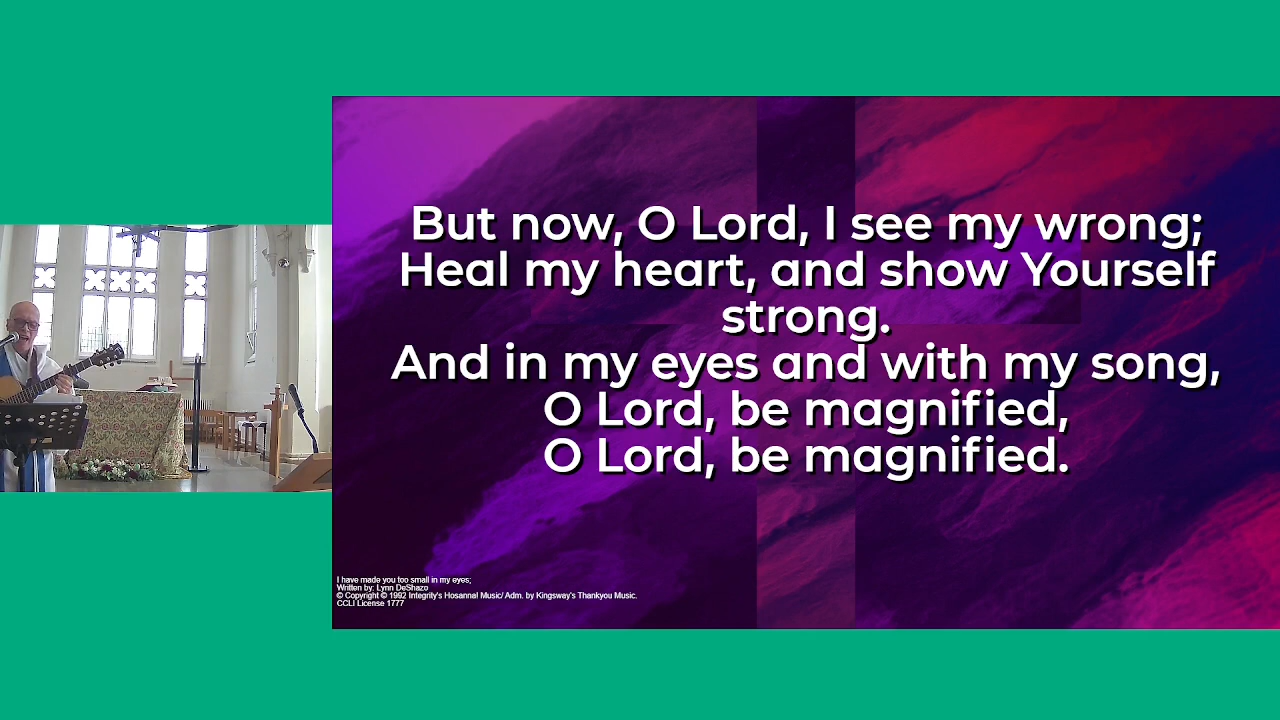 But now, O Lord, I see my wrong;
Heal my heart, and show Yourself
strong.
And in my eyes and with my song,
O Lord, be magnified,
O Lord, be magnified.
I have made you too small in my eyes;
Written by: Lynn DeShazo
© Copyright © 1992 Integrity's Hosanna! Music/ Adm. by Kingsway's Thankyou Music.
CCLI License 1777